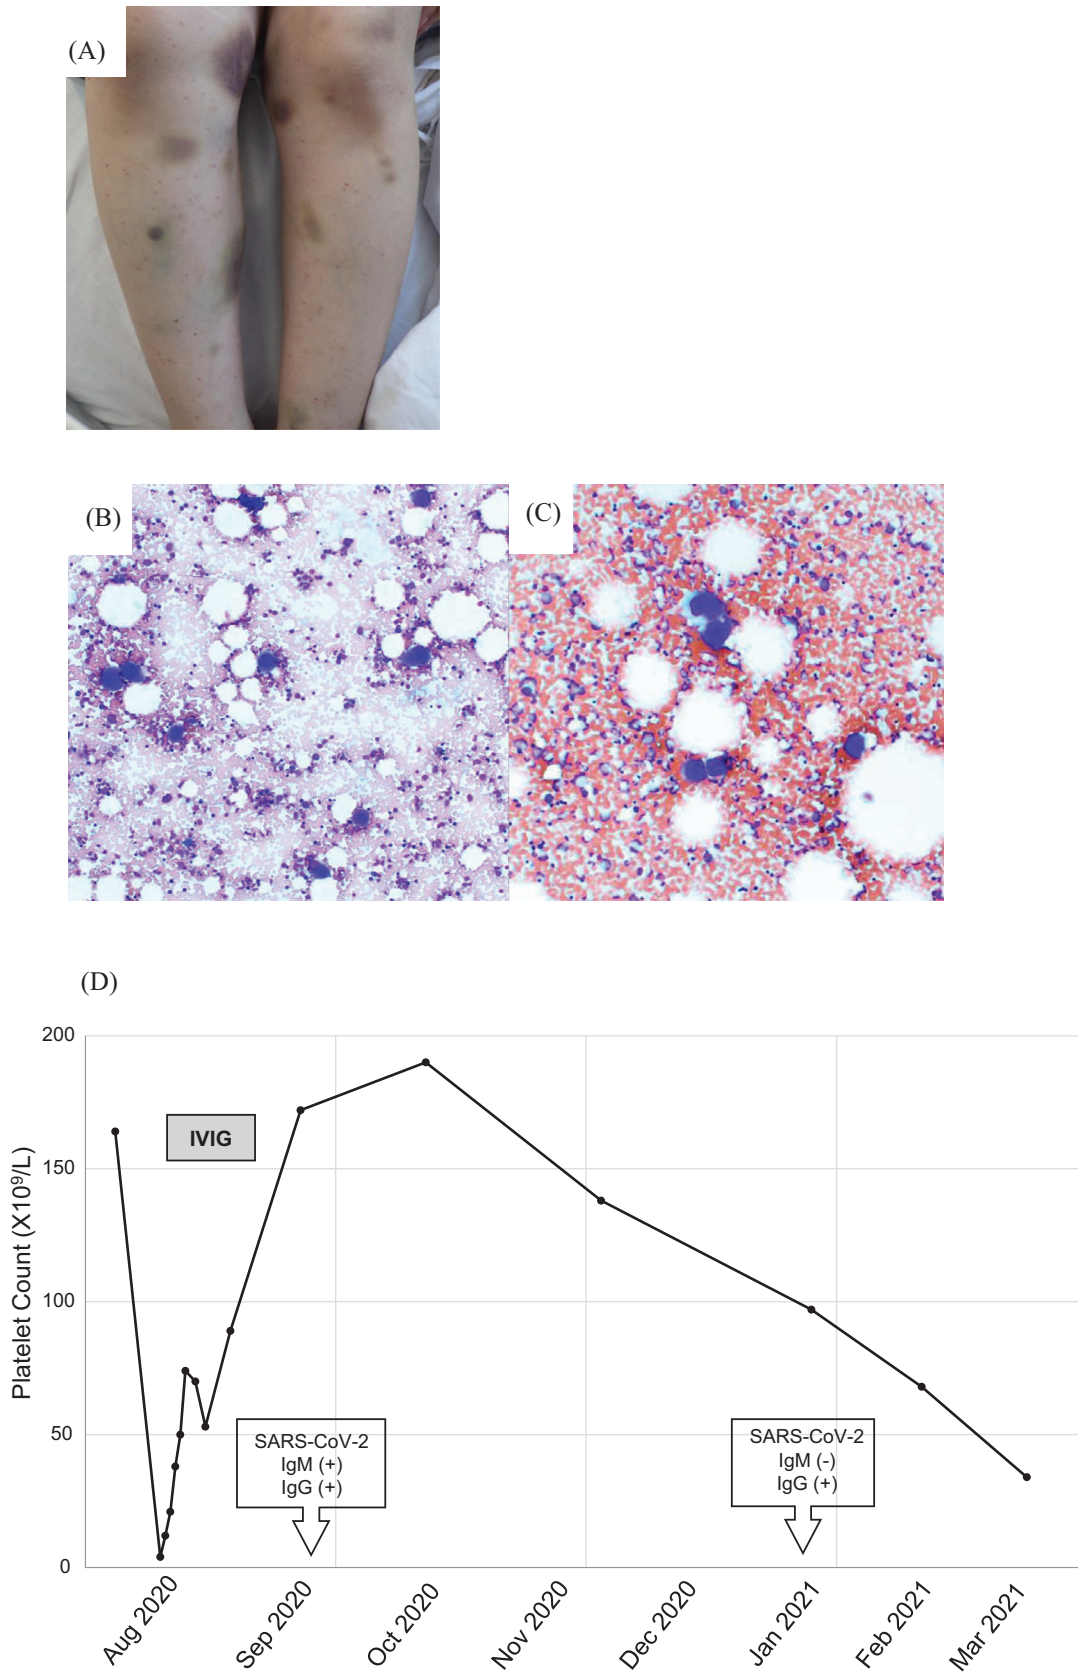 (A)
(B)
(C)
(D)
200
150
100
50
0
Platelet Count (X10⁹/L)
IVIG
SARS-CoV-2
IgM (+)
IgG (+)
SARS-CoV-2
IgM (-)
IgG (+)
Aug 2020
Sep 2020
Oct 2020
Nov 2020
Dec 2020
Jan 2021
Feb 2021
Mar 2021